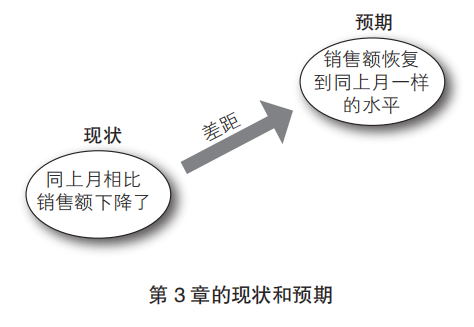 预期
销售额恢复
到同上月一样
的水平
差距
现状
同上月相比
销售额下降了
第3章的现状和预期